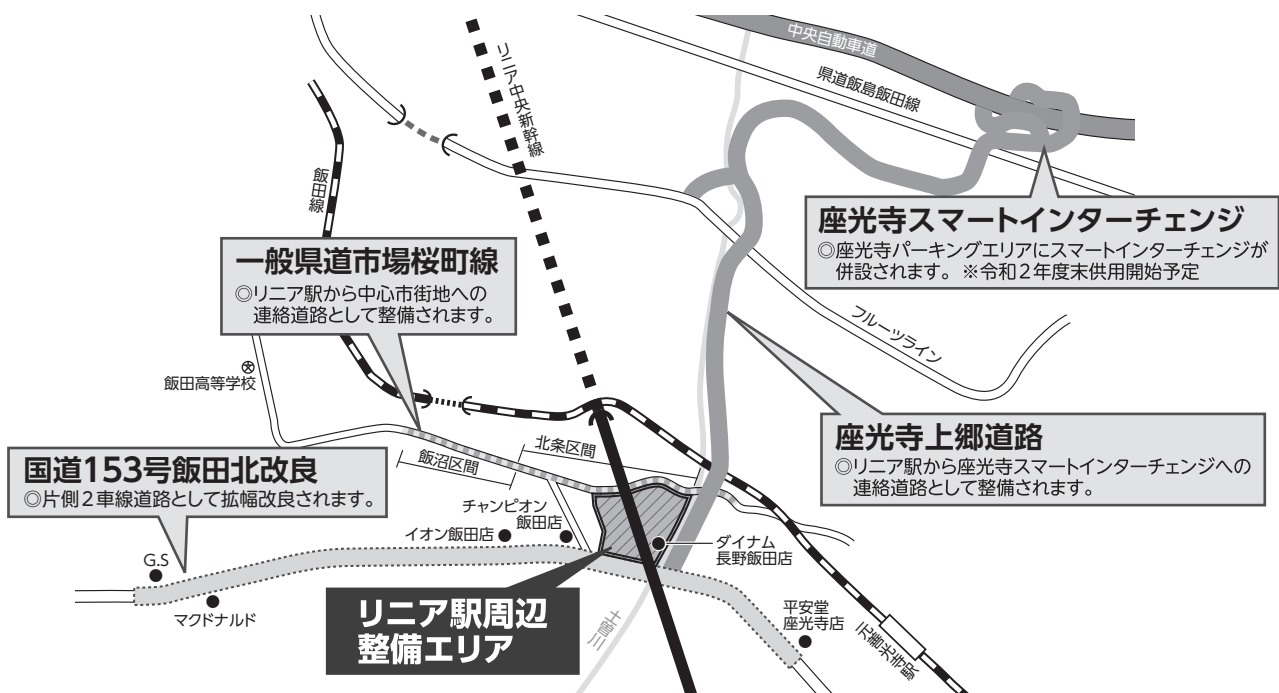 中央自動車道
県道飯島飯田線
リニア中央新幹線
飯田線
座光寺スマートインターチェンジ
◎座光寺パーキングエリアにスマートインターチェンジが
併設されます。※令和2年度末供用開始予定
一般県道市場桜町線
◎リニア駅から中心市街地への
連絡道路として整備されます。
フルーツライン
飯田高等学校
座光寺上郷道路
◎リニア駅から座光寺スマートインターチェンジへの
連絡道路として整備されます。
北条区間
飯沼区間
国道153号飯田北改良
◎片側2車線道路として拡幅改良されます。
チャンピオン
飯田店
イオン飯田店
ダイナム
長野飯田店
G.S
マクドナルド
リニア駅周辺
整備エリア
土曽川
平安堂
座光寺店
元善光寺駅